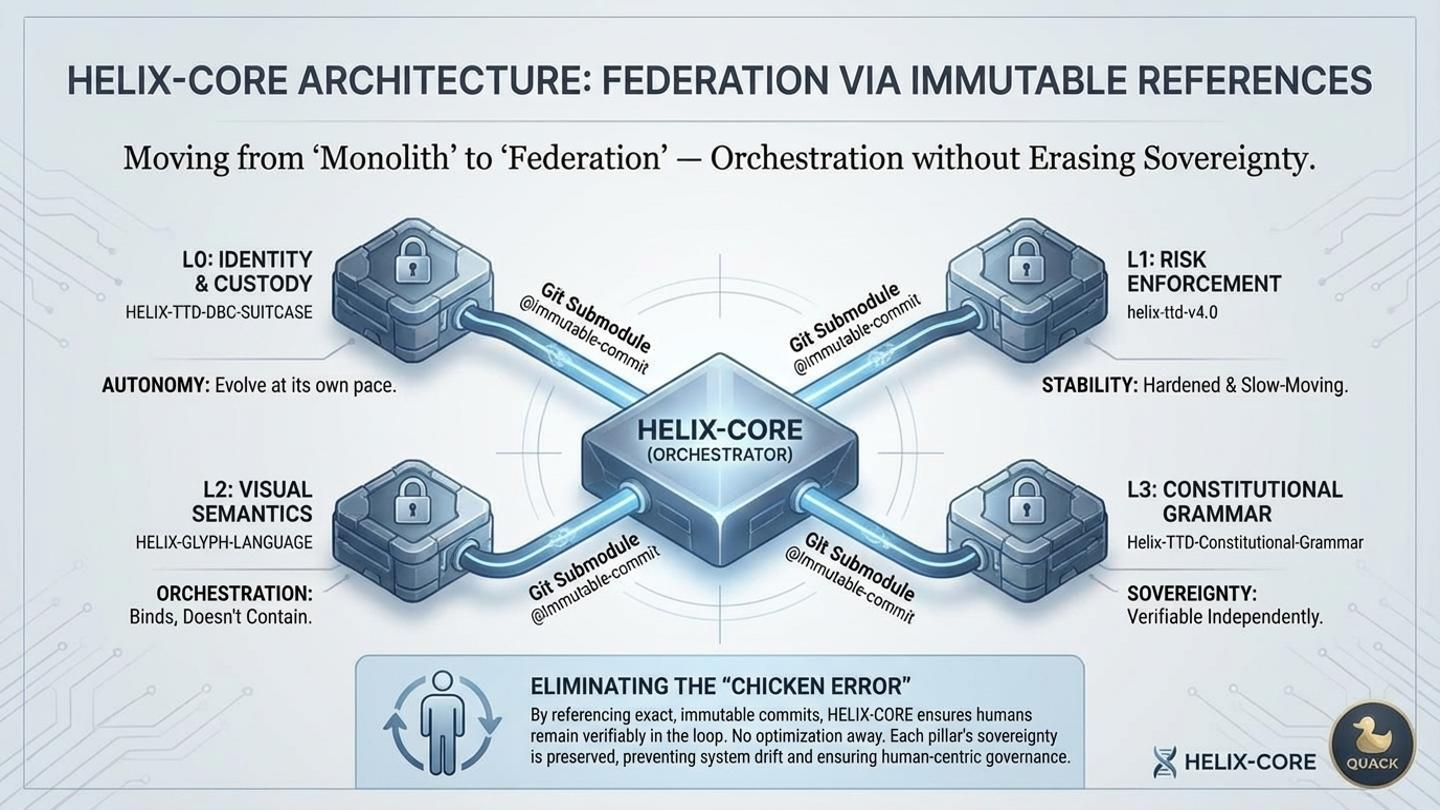 HELIX-CORE ARCHITECTURE: FEDERATION VIA IMMUTABLE REFERENCES
Moving from ‘Monolith’ to ‘Federation’ — Orchestration without Erasing Sovereignty.
L0: IDENTITY
& CUSTODY
HELIX-TTD-DBC-SUITCASE
AUTONOMY: Evolve at its own pace.
Git Submodule
@immutable-commit
Git Submodule
@immutable-commit
L1: RISK
ENFORCEMENT
helix-ttd-v4.0
STABILITY: Hardened & Slow-Moving.
HELIX-CORE
(ORCHESTRATOR)
L2: VISUAL
SEMANTICS
HELIX-GLYPH-LANGUAGE
ORCHESTRATION:
Binds, Doesn't Contain.
Git Submodule
@Immutable-commit
Git Submodule
@Immutable-commit
L3: CONSTITUTIONAL
GRAMMAR
Helix-TTD-Constitutional-Grammar
SOVEREIGNTY:
Verifiable Independently.
ELIMINATING THE “CHICKEN ERROR”
By referencing exact, immutable commits, HELIX-CORE ensures humans
remain verifiably in the loop. No optimization away. Each pillar's sovereignty
is preserved, preventing system drift and ensuring human-centric governance.
HELIX-CORE
QUACK